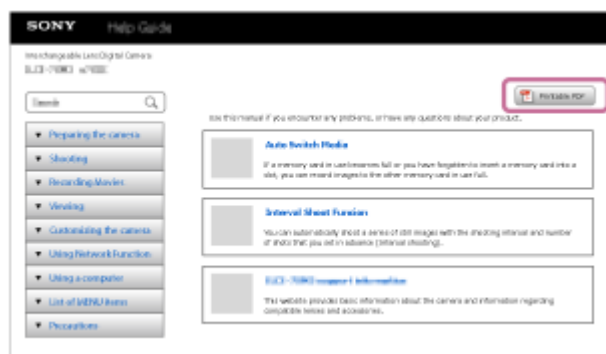 SONY Help Guide
Interchangeable Lens Digital Camera
Search
Printable PDF
Use this manual if you encounter any problems, or have any questions about your product.
Preparing the camera
Shooting
Recording Movies
Viewing
Customizing the camera
Using Network Function
Using a computer
List of MENU items
Precautions
Auto Switch Media
If a memory card in use becomes full or you have forgotten to insert a memory card into a
slot, you can record images to the other memory card in use full.
Interval Shoot Function
You can automatically shoot a series of still images with the shooting interval and number
of shots that you set in advance (interval shooting).
support information
This website provides basic information about the camera and information regarding
compatible lenses and accessories.